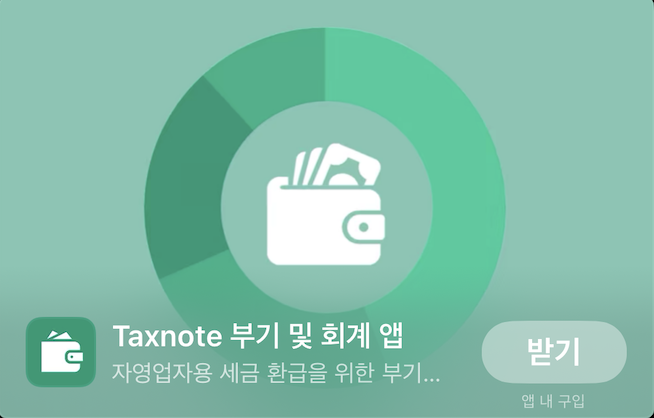 Taxnote 부기 및 회계 앱
자영업자용 세금 환급을 위한 부기...
받기
앱 내 구입